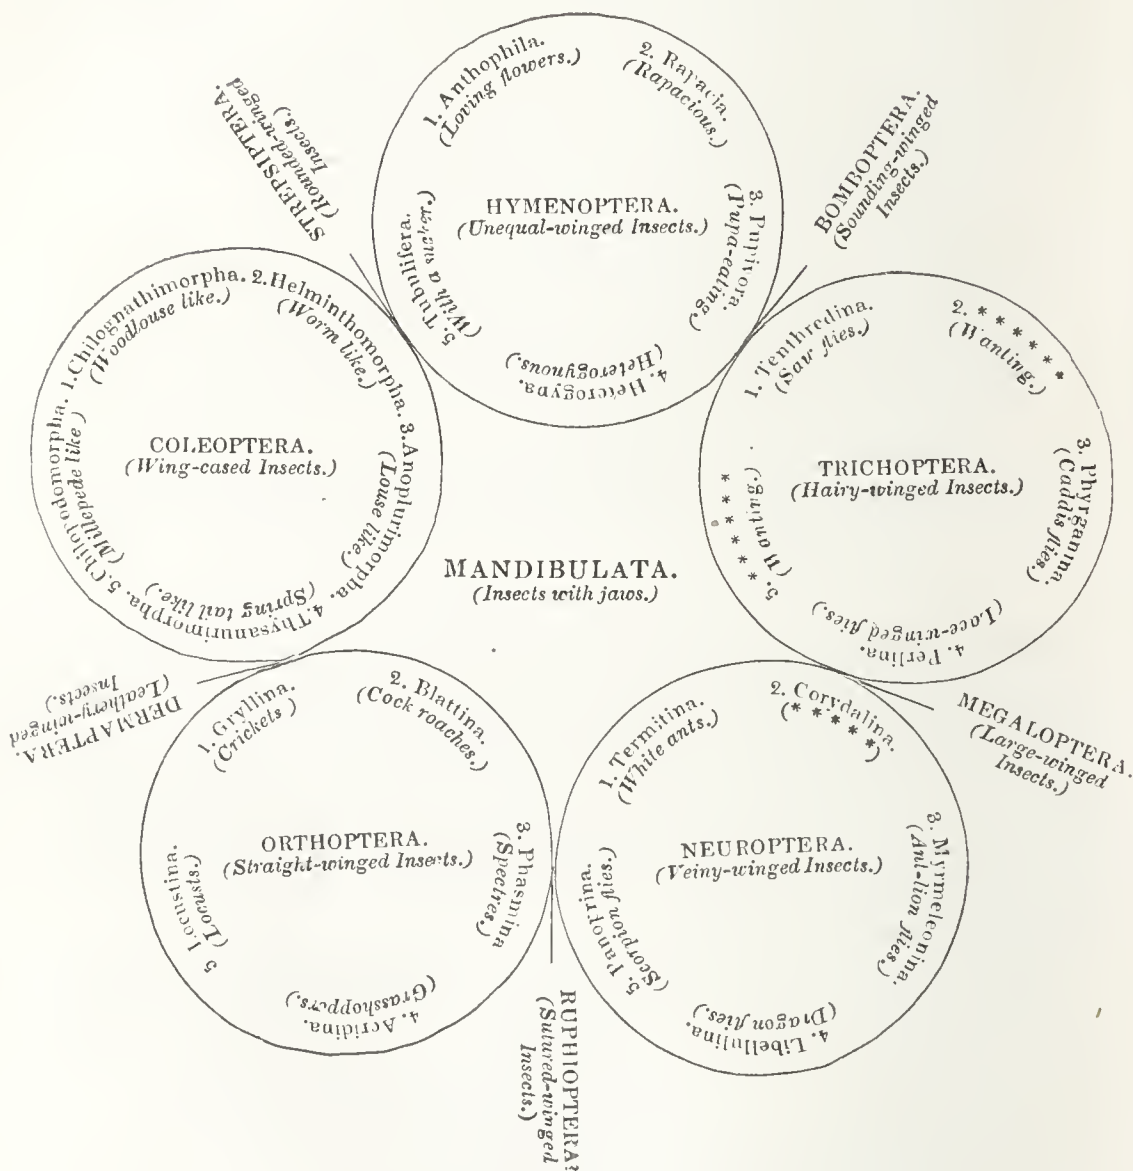 HYMENOPTERA.
(Unequal-winged Insects.)
1. Anthophila.
(Loving flowers.)
2. Rapacia.
(Rapacious.)
3. Pupivora.
(Pupa-eating.)
4. Heterogyna.
(Heterogynous.)
5. Tubulifera.
(With a sucker.)
BOMBOPTERA.
(Sounding-winged
Insects.)
TRICHOPTERA.
(Hairy-winged Insects.)
1. Tenthredina.
(Saw flies.)
2. * * * * * *
(Wanting.)
3. Phyrganina.
(Caddis flies.)
4. Perlina.
(Lace-winged flies.)
5. * * * * * * *
(Wanting.)
MEGALOPTERA.
(Large-winged
Insects.)
NEUROPTERA.
(Veiny-winged Insects.)
1. Termitina.
(White ants.)
2. Corydalina.
(* * * * *)
3. Myrmeleonina.
(Ant-lion flies.)
4. Libellulina.
(Dragon flies.)
5. Panorina.
(Scorpion flies.)
RUPHIOPTERA?
(Sutured-winged
Insects.)
ORTHOPTERA.
(Straight-winged Insects.)
1. Gryllina.
(Crickets )
2. Blattina.
(Cock roaches.)
3. Phasmina
(Spectres.)
4. Acridina.
(Grasshoppers.)
5 Locustina.
(Locusts.)
DERMAPTERA.
(Leathery-winged
Insects.)
COLEOPTERA.
(Wing-cased Insects.)
1. Chilognathimorpha.
(Woodlouse like.)
2. Helminthomorpha.
(Worm like.)
3. Anoplurimorpha.
(Louse like.)
4. Thysanurimorpha.
(Spring tail like.)
5. Chilopodomorpha.
(Millepede like )
STREPSIPTERA.
(Rounded-winged
Insects.)
MANDIBULATA.
(Insects with jaws.)